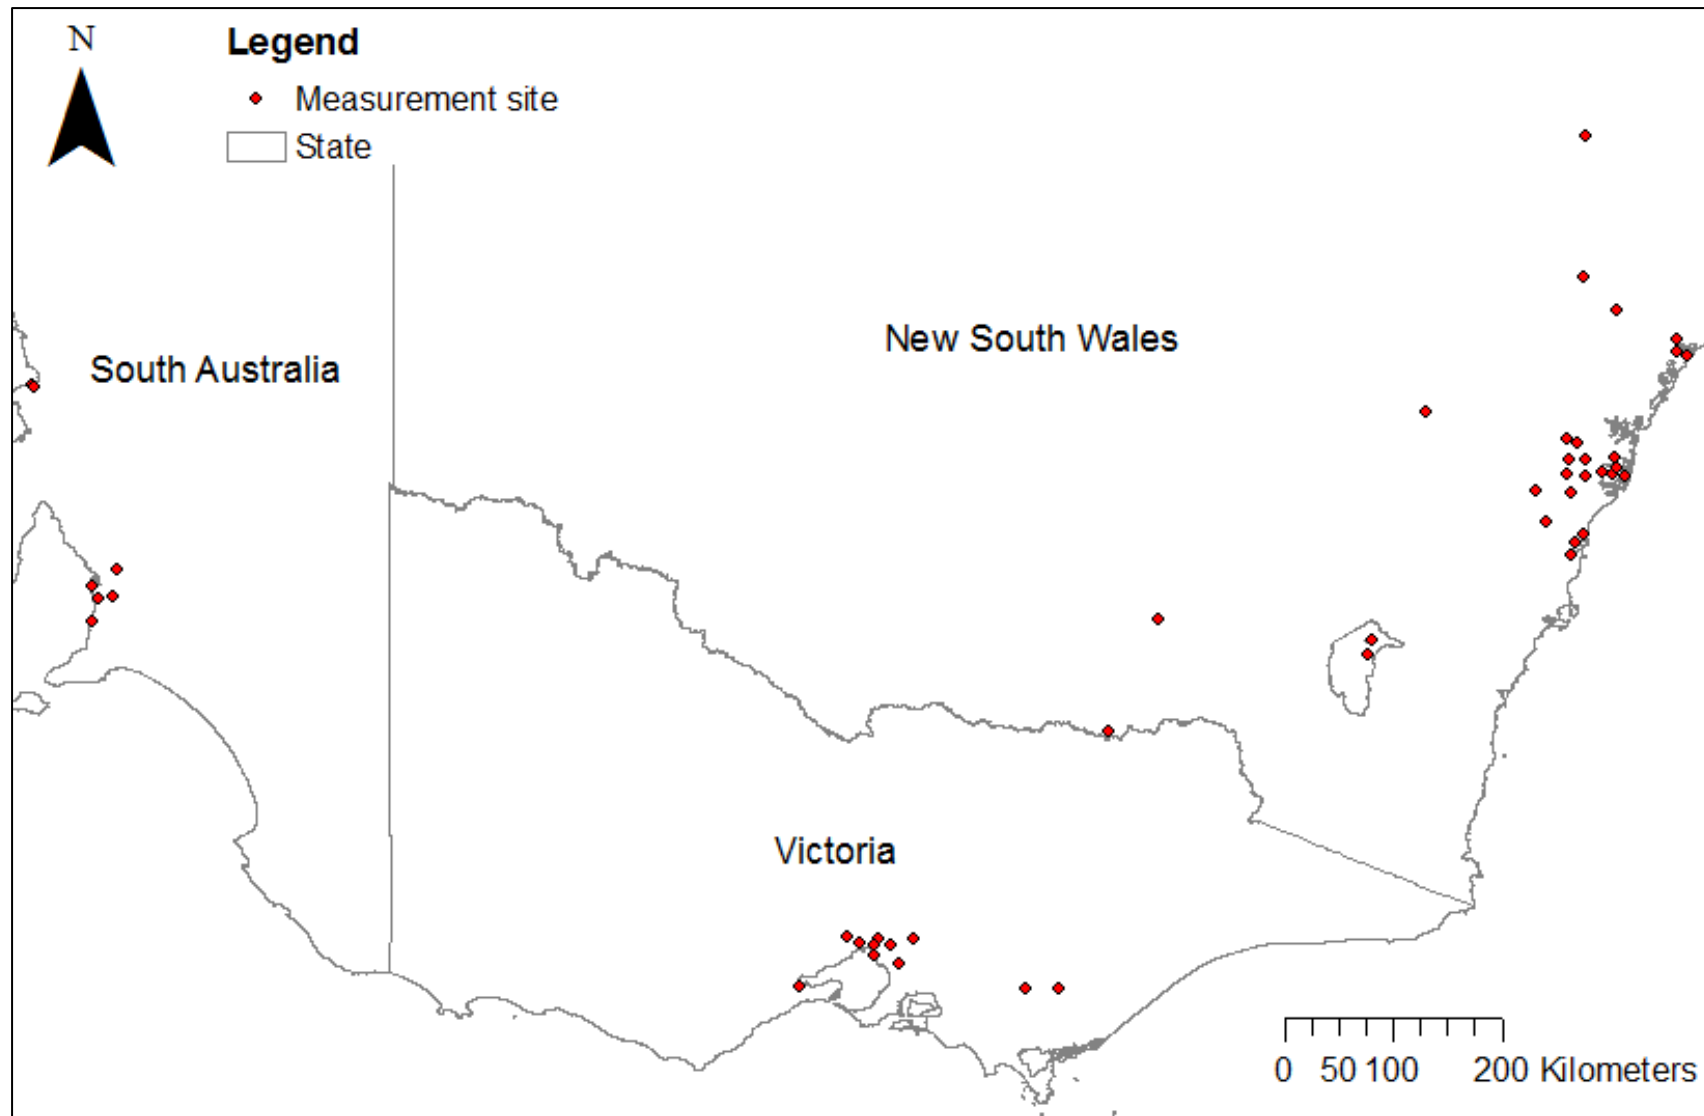 N
Legend
Measurement site
State
New South Wales
South Australia
Victoria
0 50 100 200 Kilometers